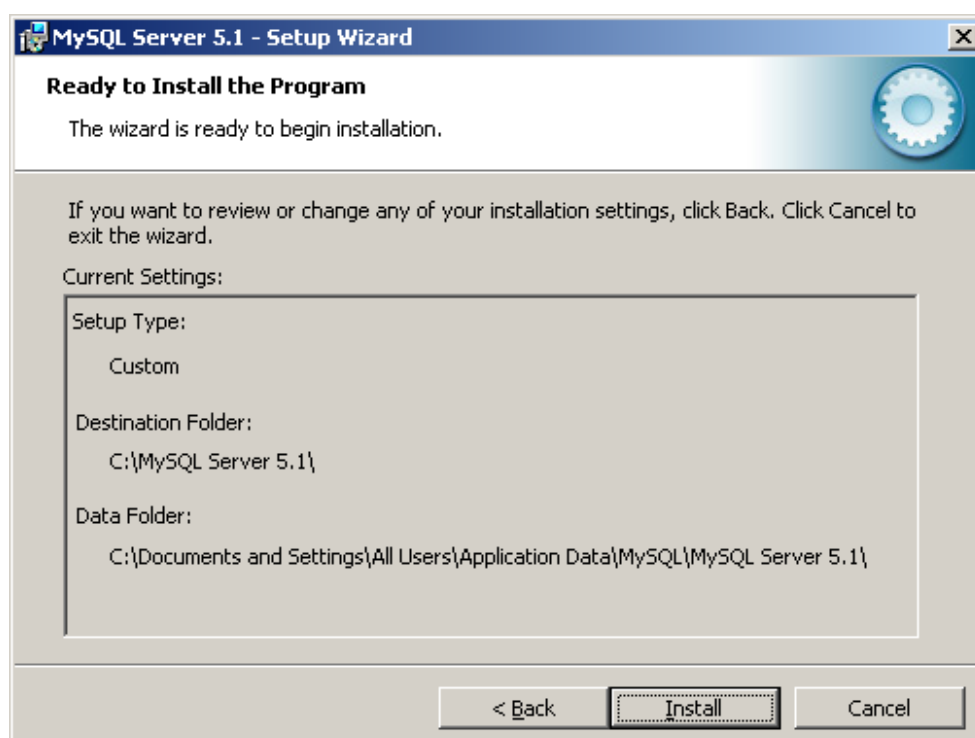 MySQL Server 5.1 - Setup Wizard
Ready to Install the Program
The wizard is ready to begin installation.
If you want to review or change any of your installation settings, click Back. Click Cancel to
exit the wizard.
Current Settings:
Setup Type:
Custom
Destination Folder:
C:\MySQL Server 5.1\
Data Folder:
C:\Documents and Settings\All Users\Application Data\MySQL\MySQL Server 5.1\
< Back Install Cancel